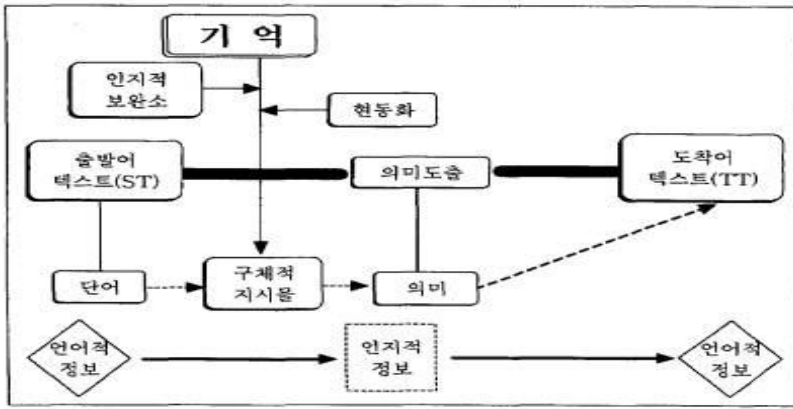 기 억
인지적
보완소
현동화
출발어
텍스트(ST)
의미도출
도착어
텍스트(TT)
단어
구체적
지시물
의미
언어적
정보
인지적
정보
언어적
정보